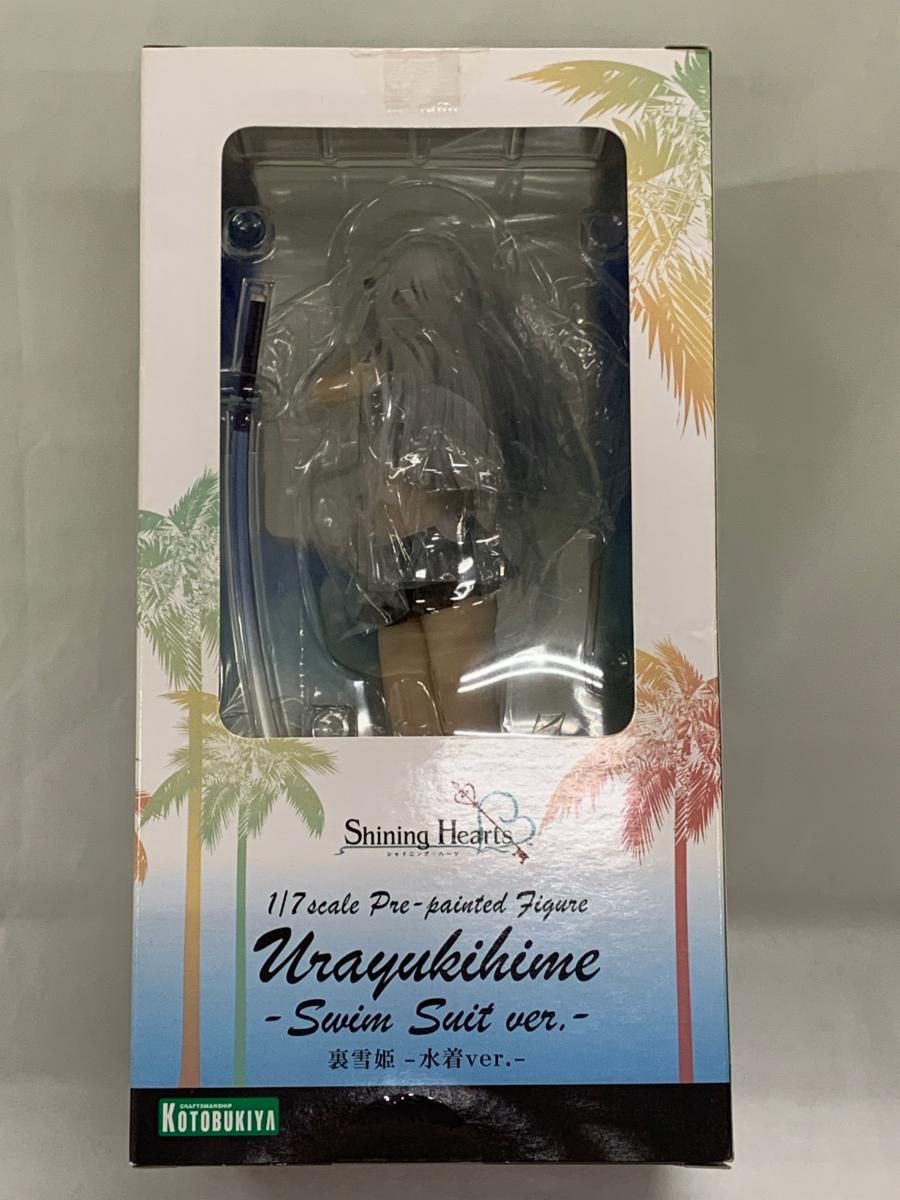 Shining Hearts
シャイニング・ハーツ
1/7 scale Pre-painted Figure
Urayukihime
-Swim Suit ver.-
裏雪姫 -水着ver.-
CRAFTSMANSHIP
KOTOBUKIYA